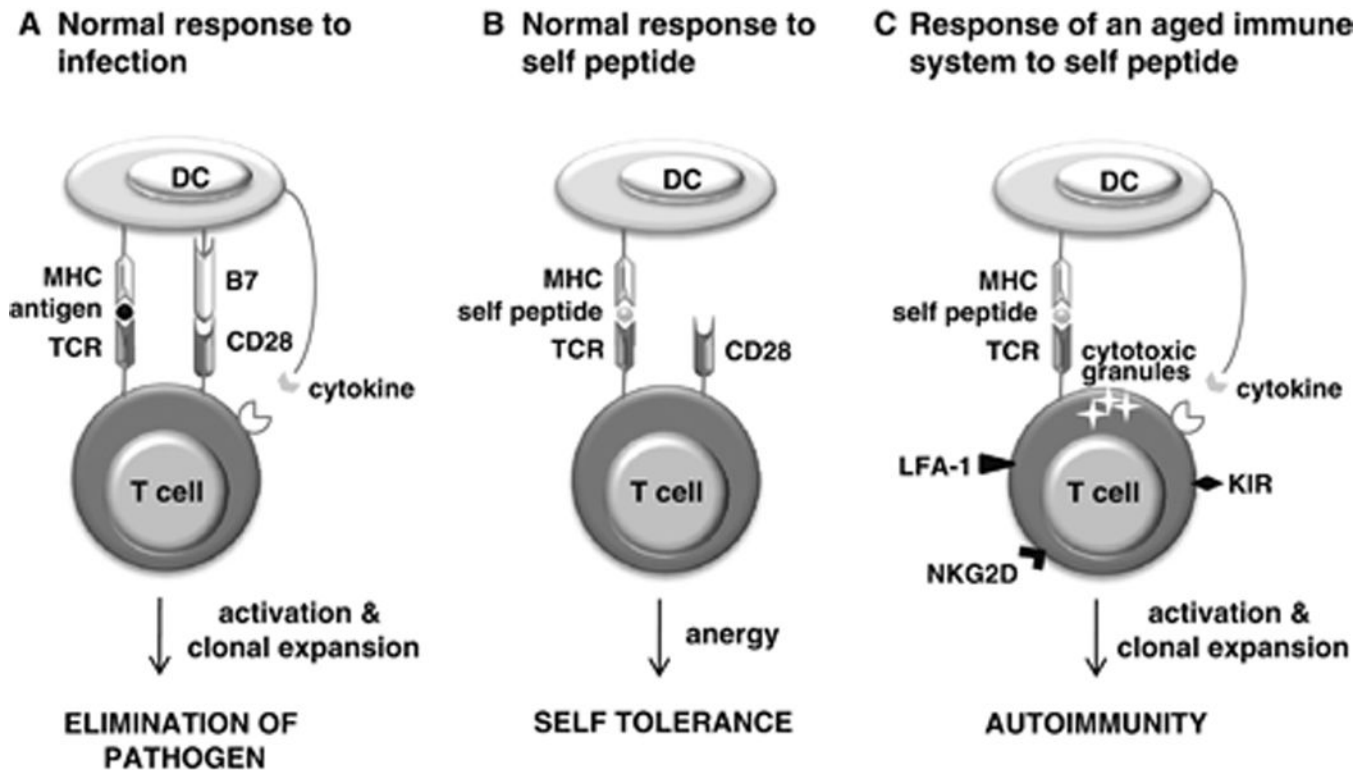 A Normal response to
infection
DC
MHC
antigen
TCR
B7
CD28
cytokine
T cell
activation &
clonal expansion
ELIMINATION OF
PATHOGEN
B Normal response to
self peptide
DC
MHC
self peptide
TCR
CD28
T cell
anergy
SELF TOLERANCE
C Response of an aged immune
system to self peptide
DC
MHC
self peptide
TCR
cytotoxic
granules
cytokine
LFA-1
T cell
KIR
NKG2D
activation &
clonal expansion
AUTOIMMUNITY